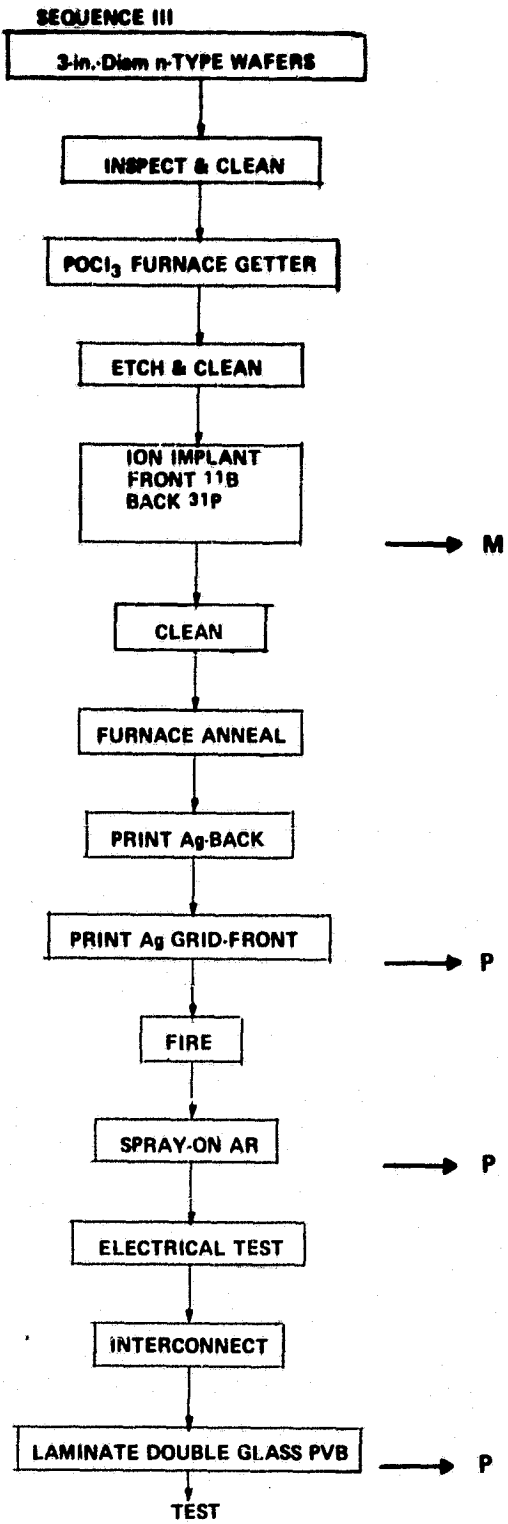 SEQUENCE III
3-in.-Diam n-TYPE WAFERS
INSPECT & CLEAN
POCl₃ FURNACE GETTER
ETCH & CLEAN
ION IMPLANT
FRONT ¹¹B
BACK ³¹P
M
CLEAN
FURNACE ANNEAL
PRINT Ag-BACK
PRINT Ag GRID-FRONT
P
FIRE
SPRAY-ON AR
P
ELECTRICAL TEST
INTERCONNECT
LAMINATE DOUBLE GLASS PVB
P
TEST